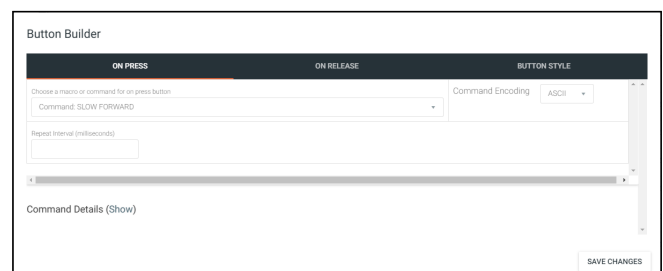 Button Builder
ON PRESS
ON RELEASE
BUTTON STYLE
Choose a macro or command for on press button
Command: SLOW FORWARD
Command Encoding
ASCII
Repeat Interval (milliseconds)
Command Details (Show)
SAVE CHANGES